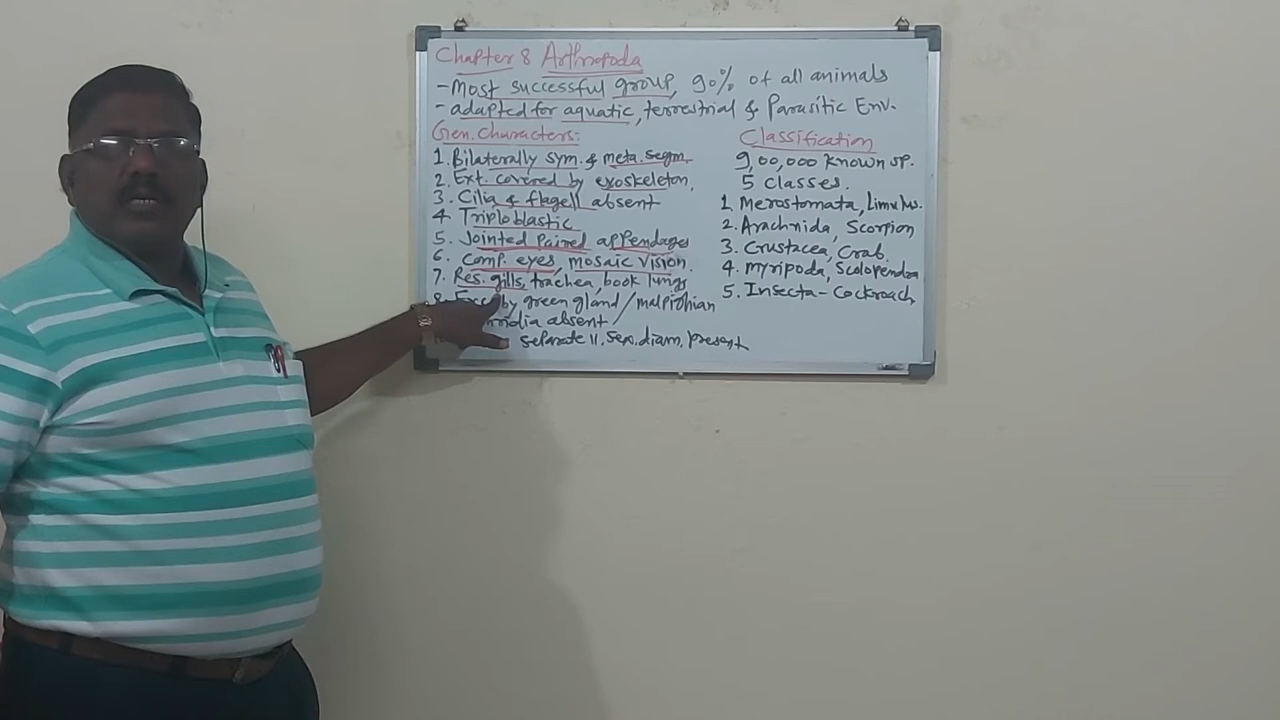 Chapter 8 Arthropoda
- Most successful group, 90% of all animals
- adapted for aquatic, terrestrial & Parasitic Env.
Gen. characters:
1. Bilaterally sym. & meta. segm.
2. Ext. covered by exoskeleton.
3. Cilia & flagell absent
4. Triploblastic
5. Jointed Paired appendages
6. Comp. eyes, mosaic vision.
7. Res. gills, trachea, book lungs
8. by green gland / malpighian
absent
separate ||. Sex. diam. present
Classification
9,00,000 known sp.
5 Classes.
1. Merostomata, Limulus.
2. Arachnida, Scorpion
3. Crustacea, Crab.
4. Myripoda, Scolopendra
5. Insecta - Cockroach